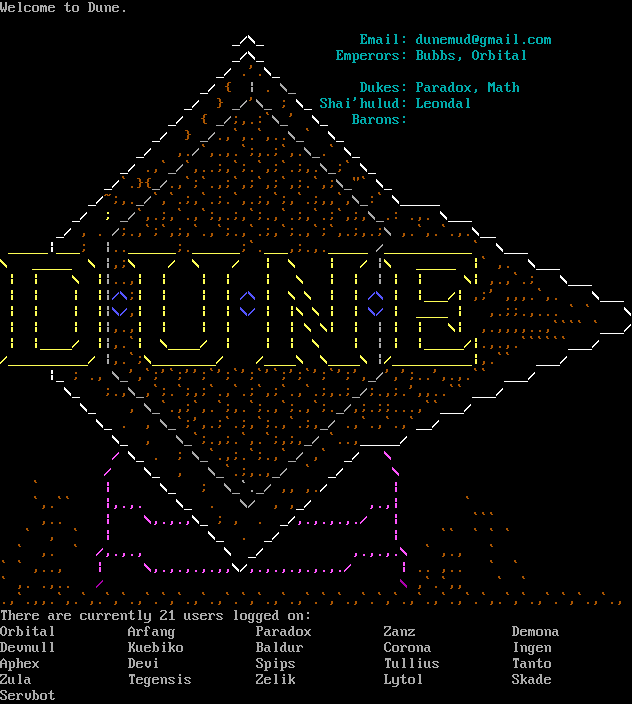 Welcome to Dune.
Email: dunemud@gmail.com
Emperors: Bubbs, Orbital
Dukes: Paradox, Math
Shai'hulud: Leondal
Barons:
DUNE
There are currently 21 users logged on:
Orbital Arfang Paradox Zanz Demona
Devnull Kuebiko Baldur Corona Ingen
Aphex Devi Spips Tullius Tanto
Zula Tegensis Zelik Lytol Skade
Servbot